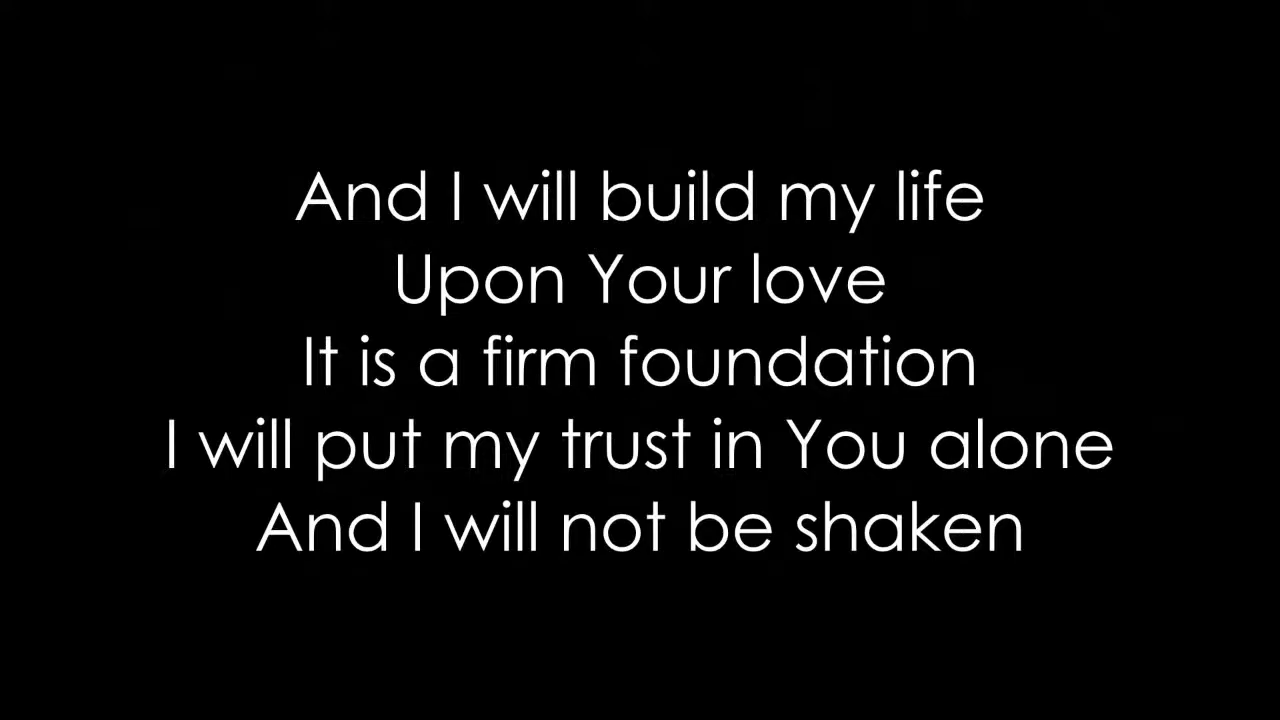 And I will build my life
Upon Your love
It is a firm foundation
I will put my trust in You alone
And I will not be shaken